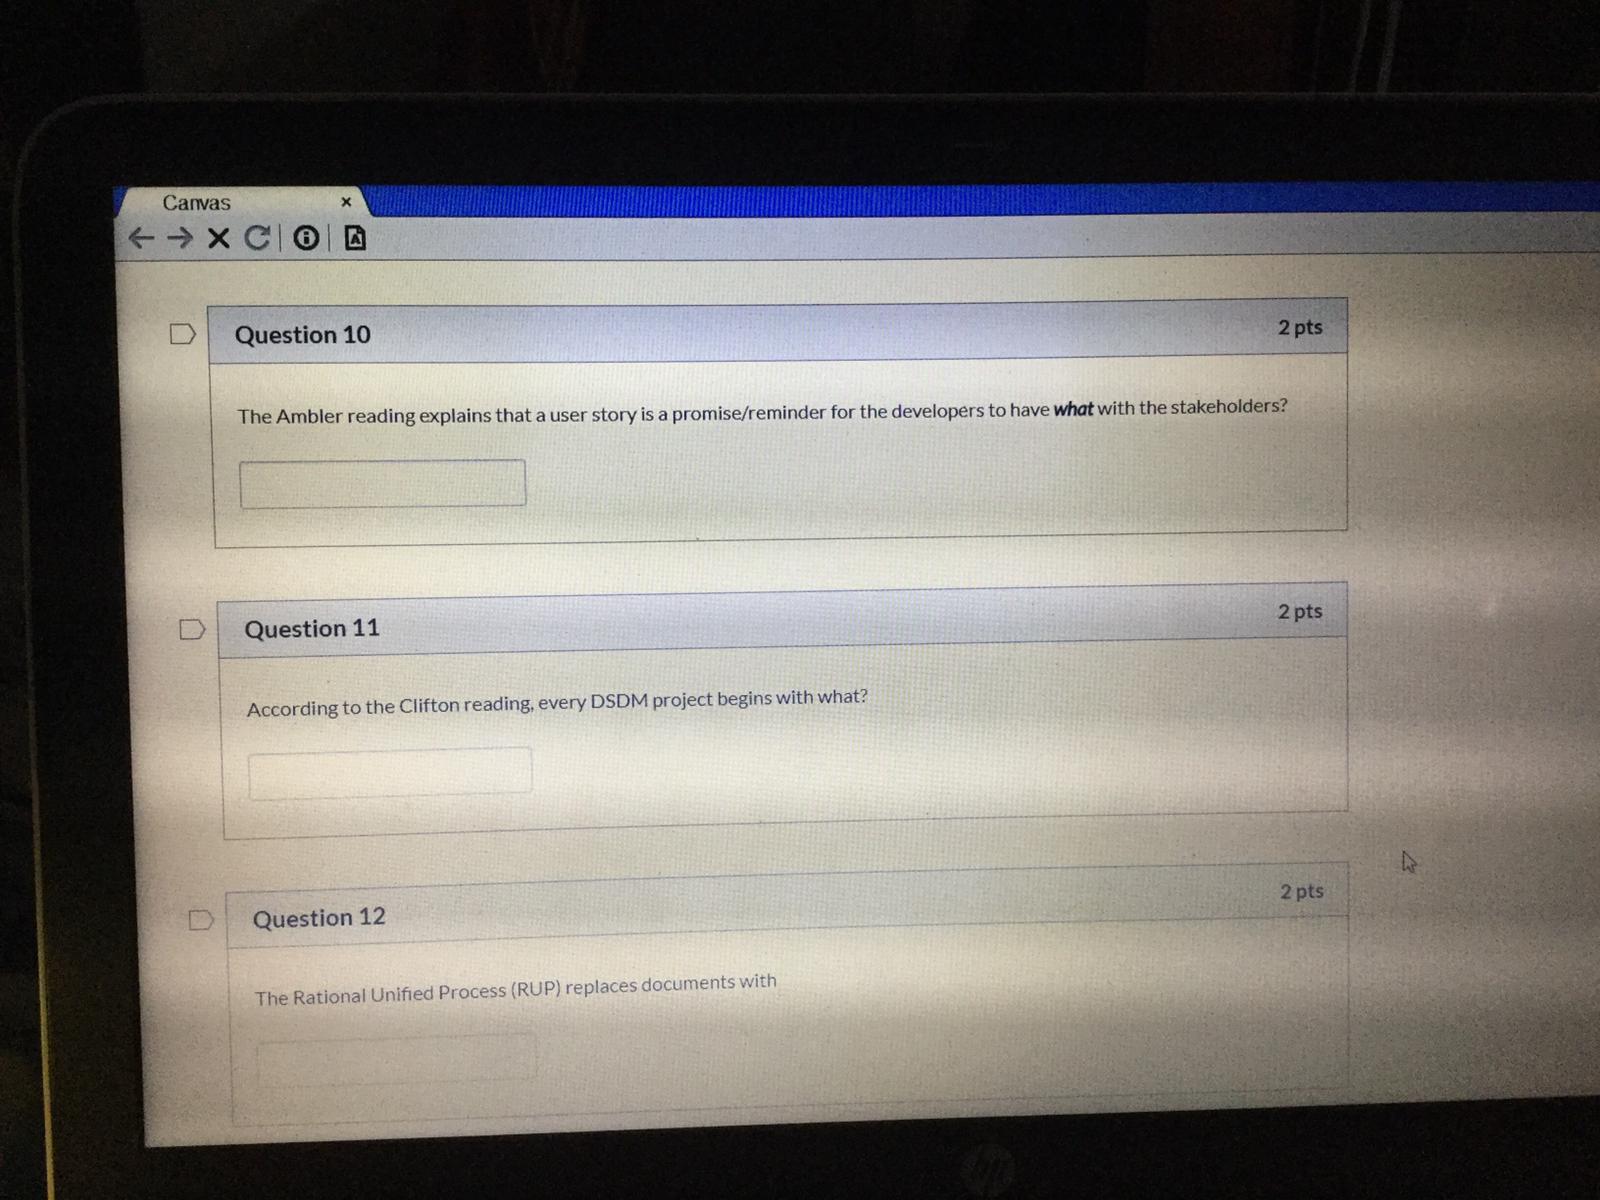 Canvas
Question 10
2 pts
The Ambler reading explains that a user story is a promise/reminder for the developers to have what with the stakeholders?
Question 11
2 pts
According to the Clifton reading, every DSDM project begins with what?
Question 12
2 pts
The Rational Unified Process (RUP) replaces documents with
hp